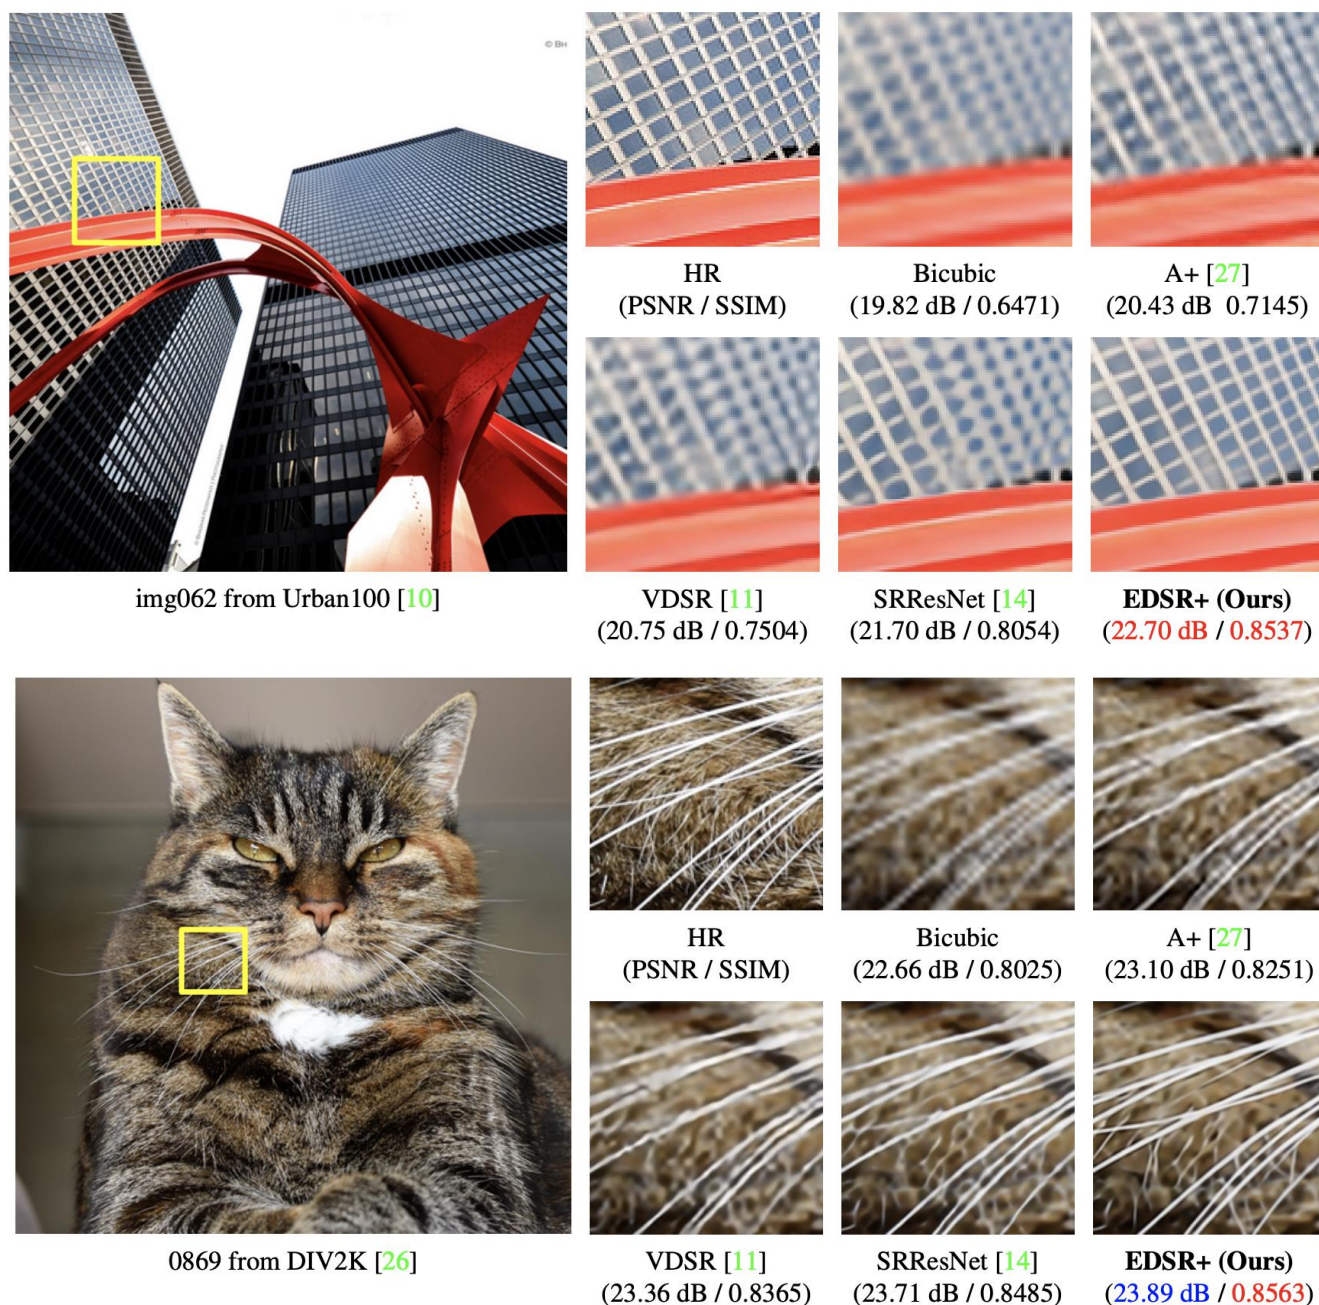 © BH
HR
(PSNR / SSIM)
Bicubic
(19.82 dB / 0.6471)
A+ [27]
(20.43 dB 0.7145)
img062 from Urban100 [10]
VDSR [11]
(20.75 dB / 0.7504)
SRResNet [14]
(21.70 dB / 0.8054)
EDSR+ (Ours)
(22.70 dB / 0.8537)
HR
(PSNR / SSIM)
Bicubic
(22.66 dB / 0.8025)
A+ [27]
(23.10 dB / 0.8251)
0869 from DIV2K [26]
VDSR [11]
(23.36 dB / 0.8365)
SRResNet [14]
(23.71 dB / 0.8485)
EDSR+ (Ours)
(23.89 dB / 0.8563)